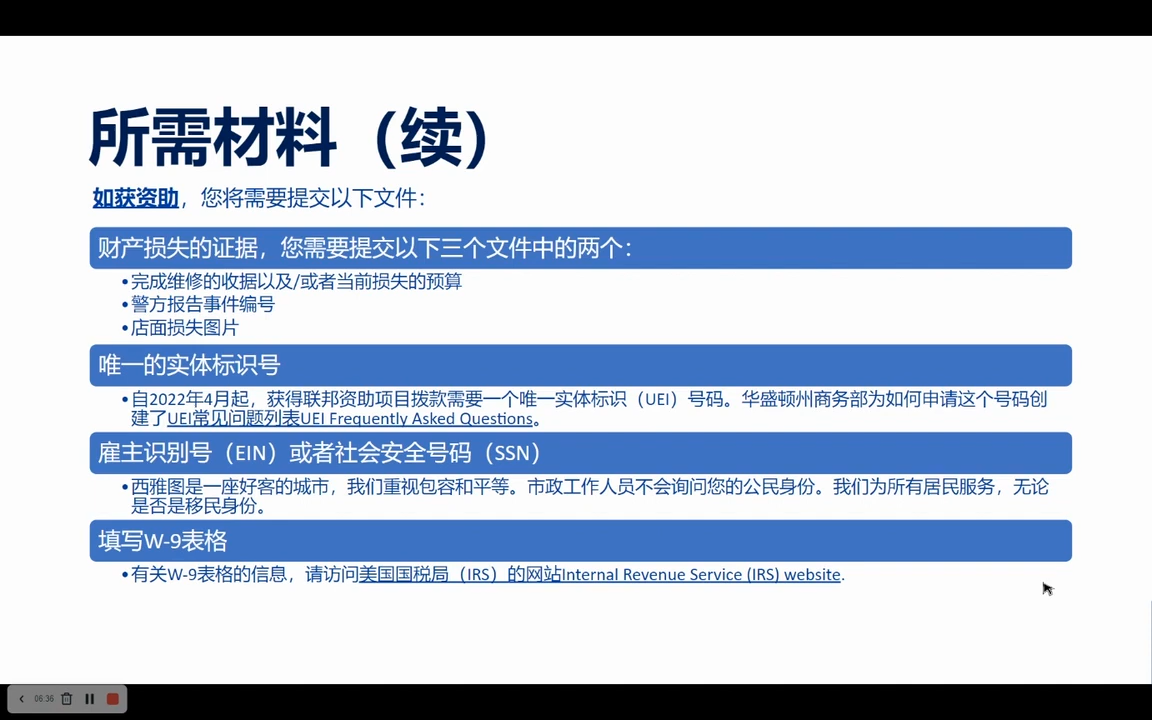 所需材料（续）
如获资助，您将需要提交以下文件：
财产损失的证据，您需要提交以下三个文件中的两个：
•完成维修的收据以及/或者当前损失的预算
•警方报告事件编号
•店面损失图片
唯一的实体标识号
•自2022年4月起，获得联邦资助项目拨款需要一个唯一实体标识（UEI）号码。华盛顿州商务部为如何申请这个号码创
建了UEI常见问题列表UEI Frequently Asked Questions。
雇主识别号（EIN）或者社会安全号码（SSN）
•西雅图是一座好客的城市，我们重视包容和平等。市政工作人员不会询问您的公民身份。我们为所有居民服务，无论
是否是移民身份。
填写W-9表格
•有关W-9表格的信息，请访问美国国税局（IRS）的网站Internal Revenue Service (IRS) website.
06:36